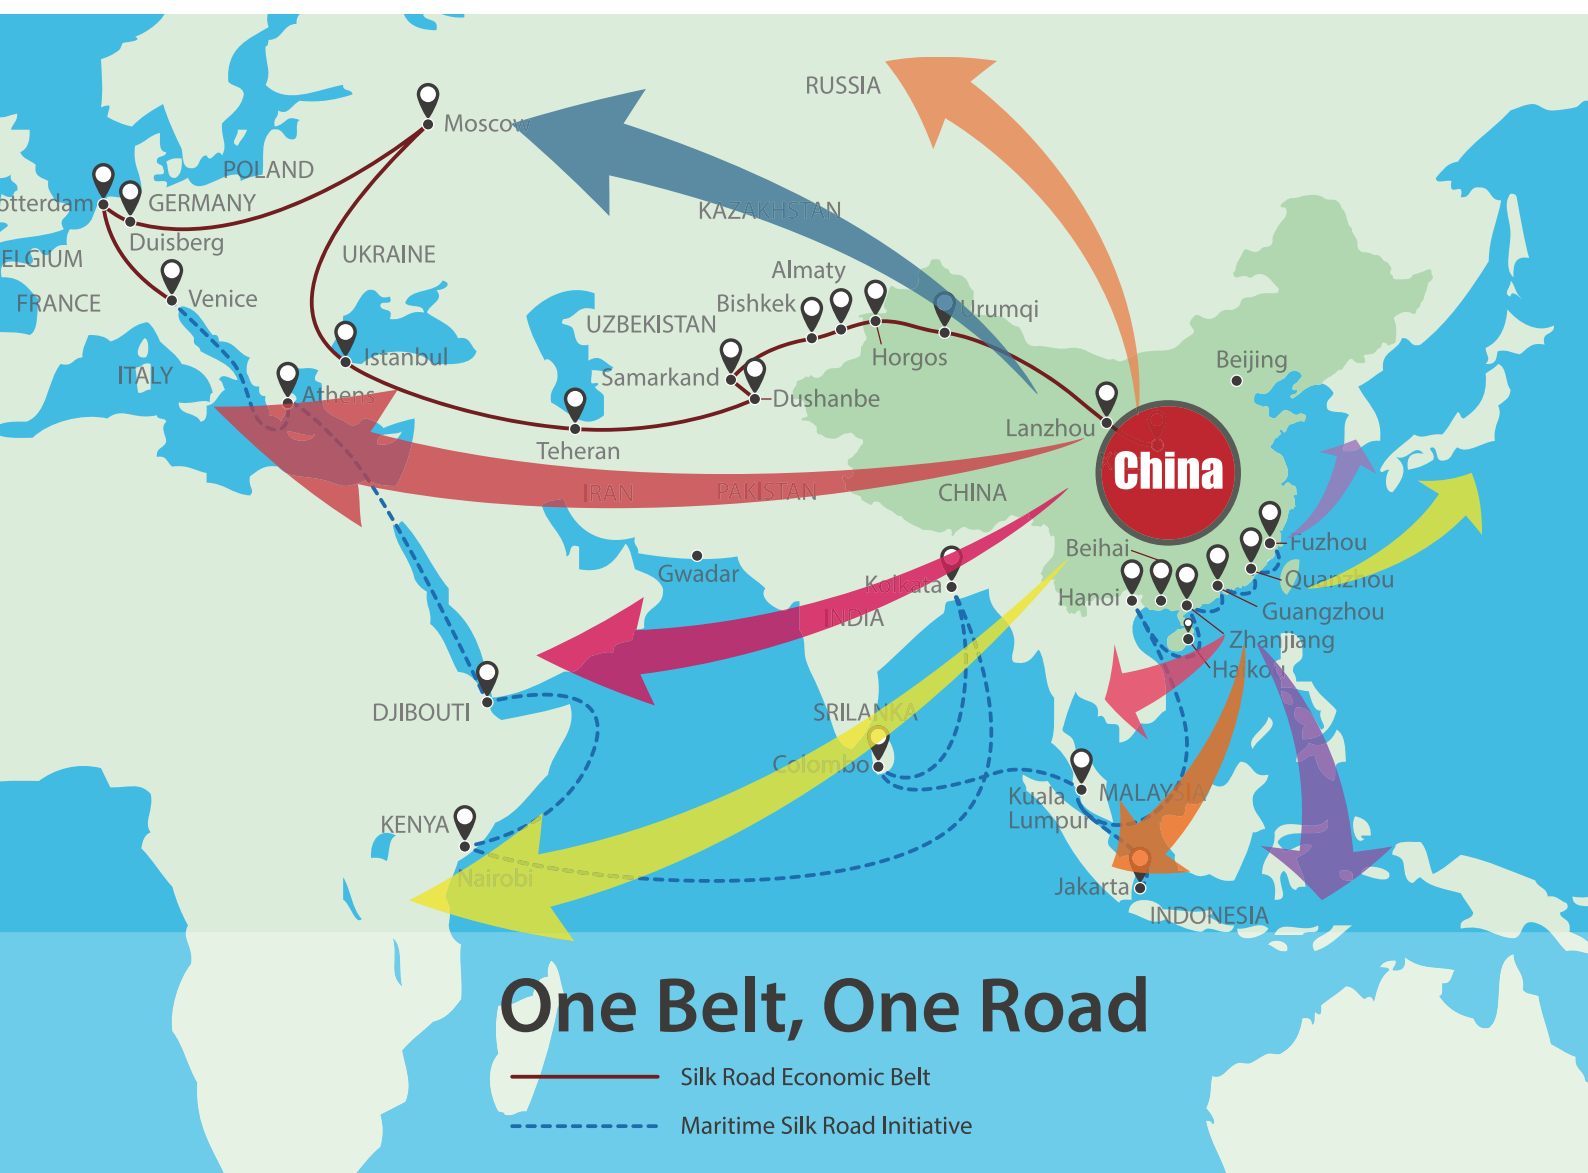 RUSSIA
Moscow
POLAND
otterdam
GERMANY
Duisberg
ELGIUM
UKRAINE
KAZAKHSTAN
FRANCE
Venice
Almaty
Bishkek
Urumqi
UZBEKISTAN
Horgos
Istanbul
Beijing
ITALY
Athens
Samarkand
Dushanbe
Lanzhou
Teheran
China
IRAN
PAKISTAN
CHINA
Beihai
Fuzhou
Gwadar
Kolkata
Quanzhou
Hanoi
Guangzhou
INDIA
Zhanjiang
Haikou
DJIBOUTI
SRILANKA
Colombo
Kuala
Lumpur
MALAYSIA
KENYA
Nairobi
Jakarta
INDONESIA
One Belt, One Road
Silk Road Economic Belt
Maritime Silk Road Initiative